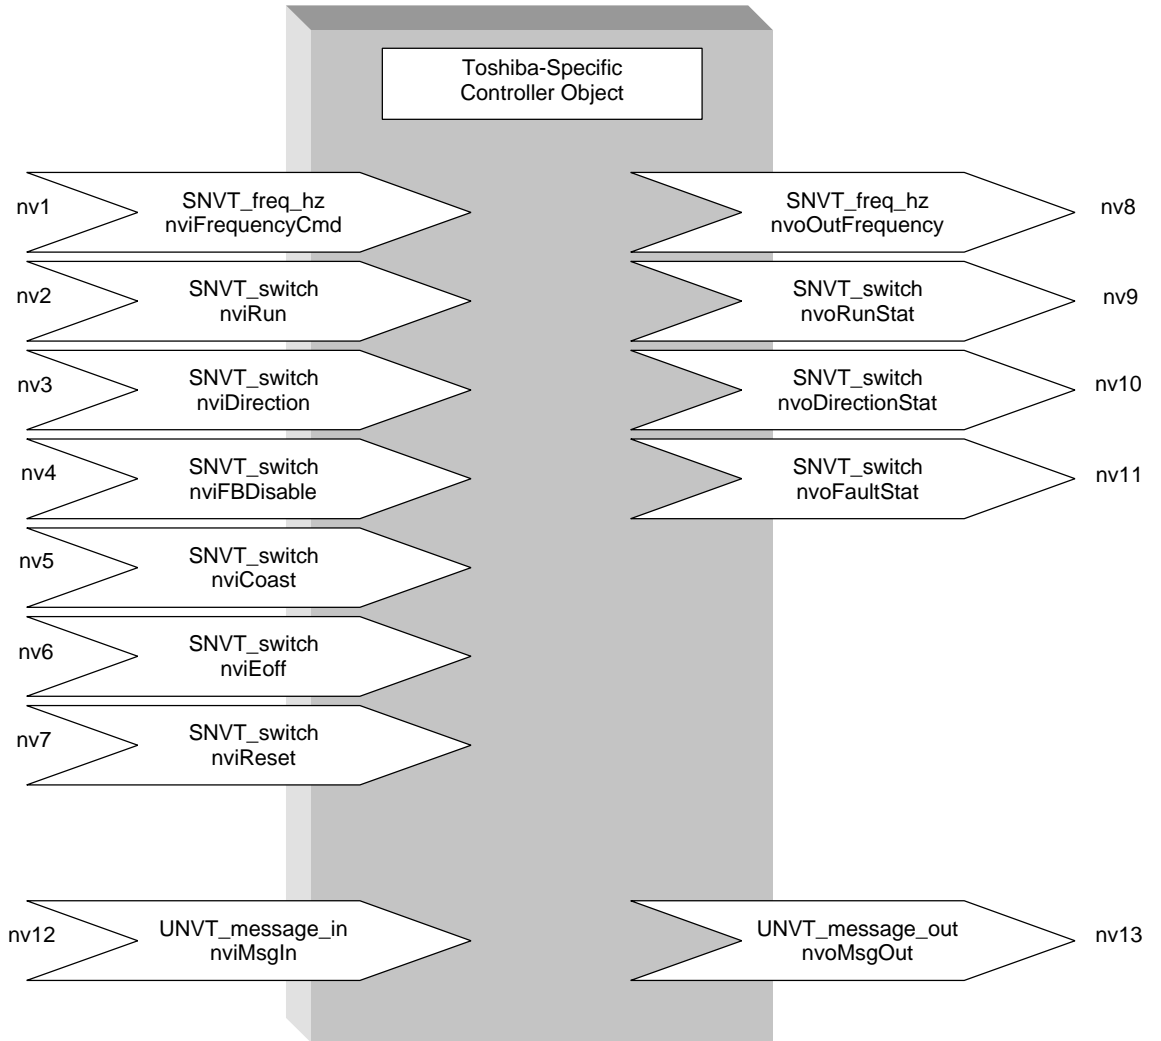 Toshiba-Specific
Controller Object
nv1
SNVT_freq_hz
nviFrequencyCmd
SNVT_freq_hz
nvoOutFrequency
nv8
nv2
SNVT_switch
nviRun
SNVT_switch
nvoRunStat
nv9
nv3
SNVT_switch
nviDirection
SNVT_switch
nvoDirectionStat
nv10
nv4
SNVT_switch
nviFBDisable
SNVT_switch
nvoFaultStat
nv11
nv5
SNVT_switch
nviCoast
nv6
SNVT_switch
nviEoff
nv7
SNVT_switch
nviReset
nv12
UNVT_message_in
nviMsgIn
UNVT_message_out
nvoMsgOut
nv13